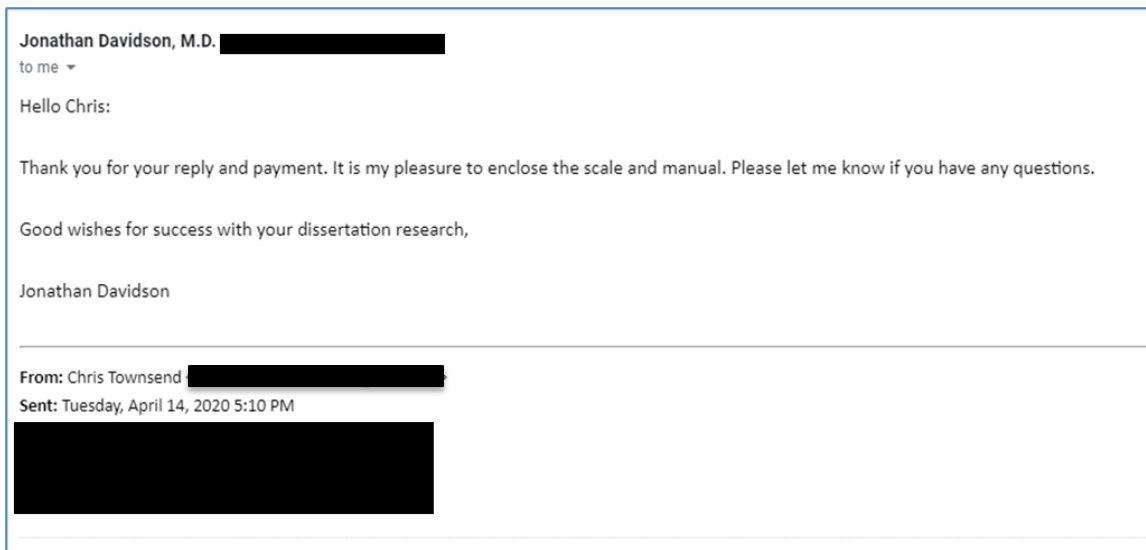 Jonathan Davidson, M.D.
to me
Hello Chris:
Thank you for your reply and payment. It is my pleasure to enclose the scale and manual. Please let me know if you have any questions.
Good wishes for success with your dissertation research,
Jonathan Davidson
From: Chris Townsend
Sent: Tuesday, April 14, 2020 5:10 PM